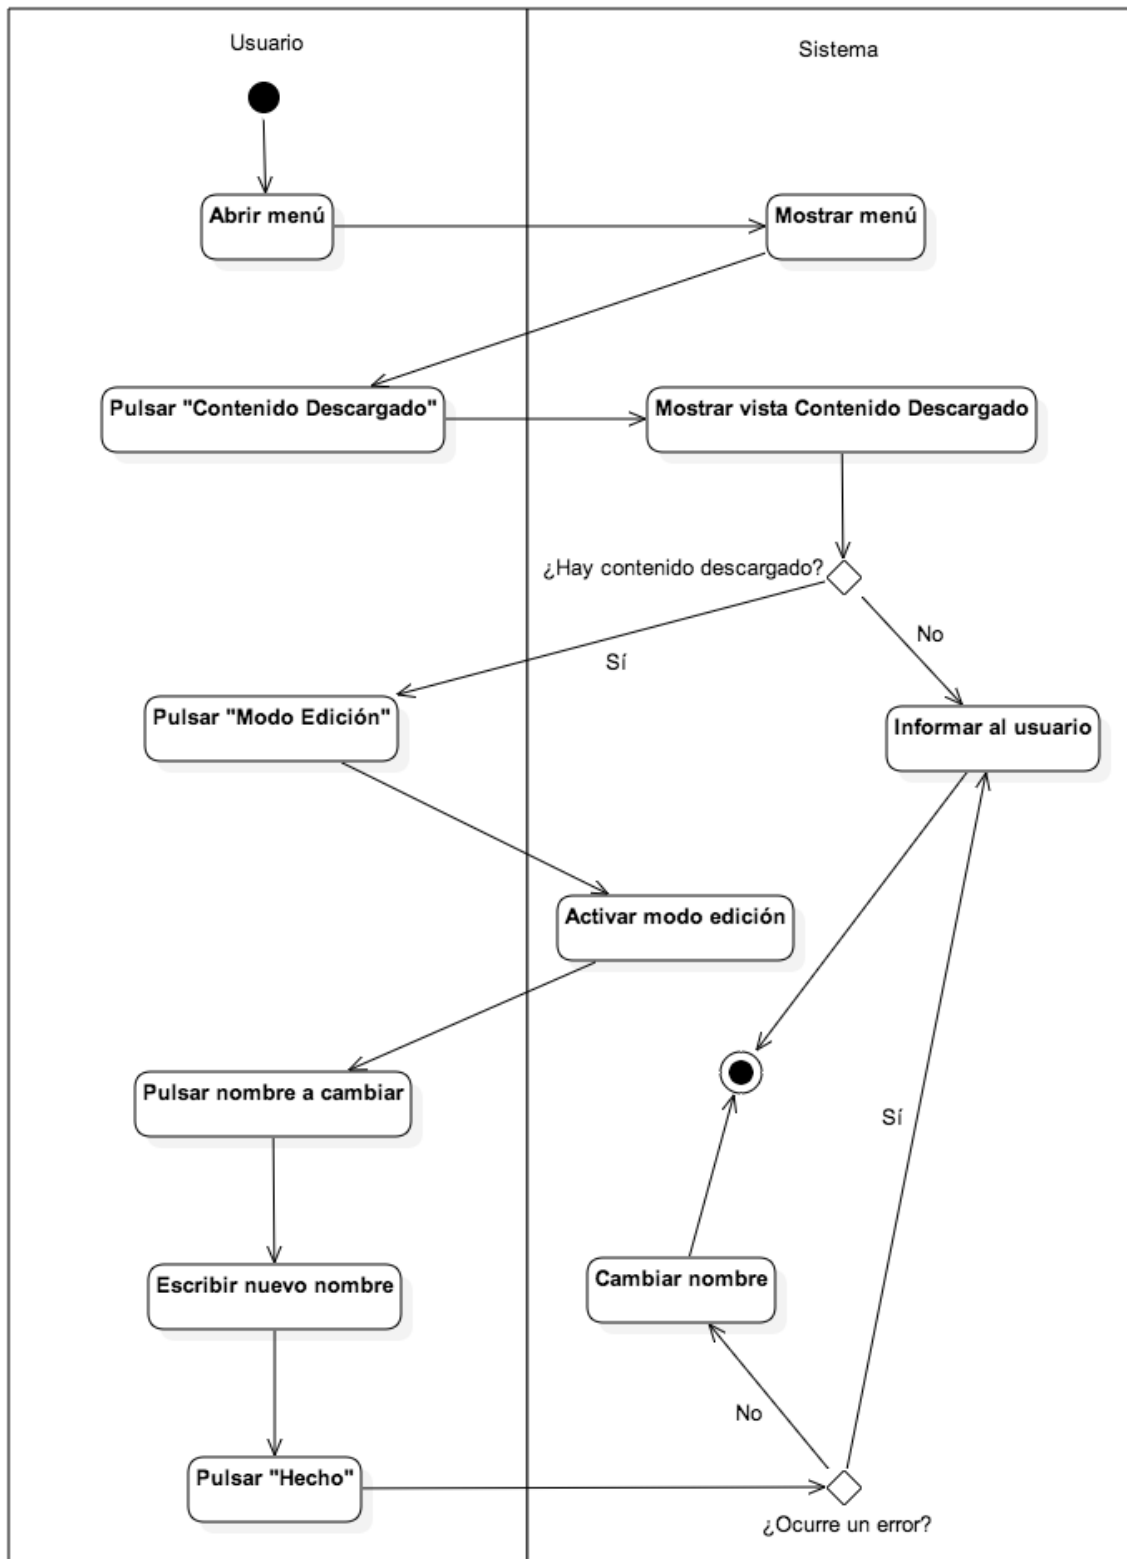 Usuario
Sistema
Abrir menú
Mostrar menú
Pulsar "Contenido Descargado"
Mostrar vista Contenido Descargado
¿Hay contenido descargado?
No
Sí
Pulsar "Modo Edición"
Informar al usuario
Activar modo edición
Pulsar nombre a cambiar
Sí
Escribir nuevo nombre
Cambiar nombre
No
Pulsar "Hecho"
¿Ocurre un error?